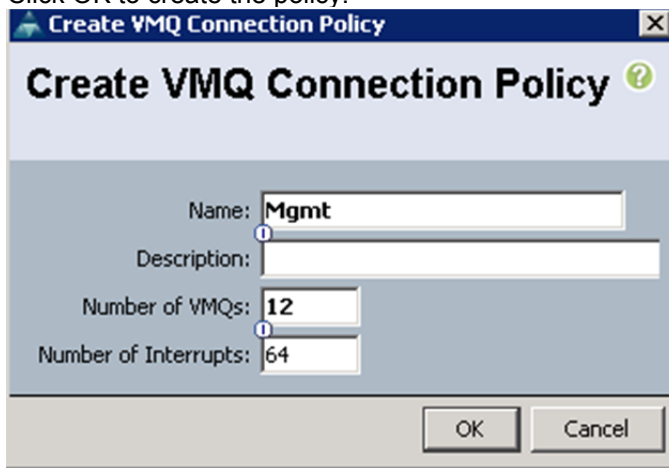 Click OK to create the policy.
Create VMQ Connection Policy
Create VMQ Connection Policy
Name: Mgmt
Description:
Number of VMQs: 12
Number of Interrupts: 64
OK Cancel